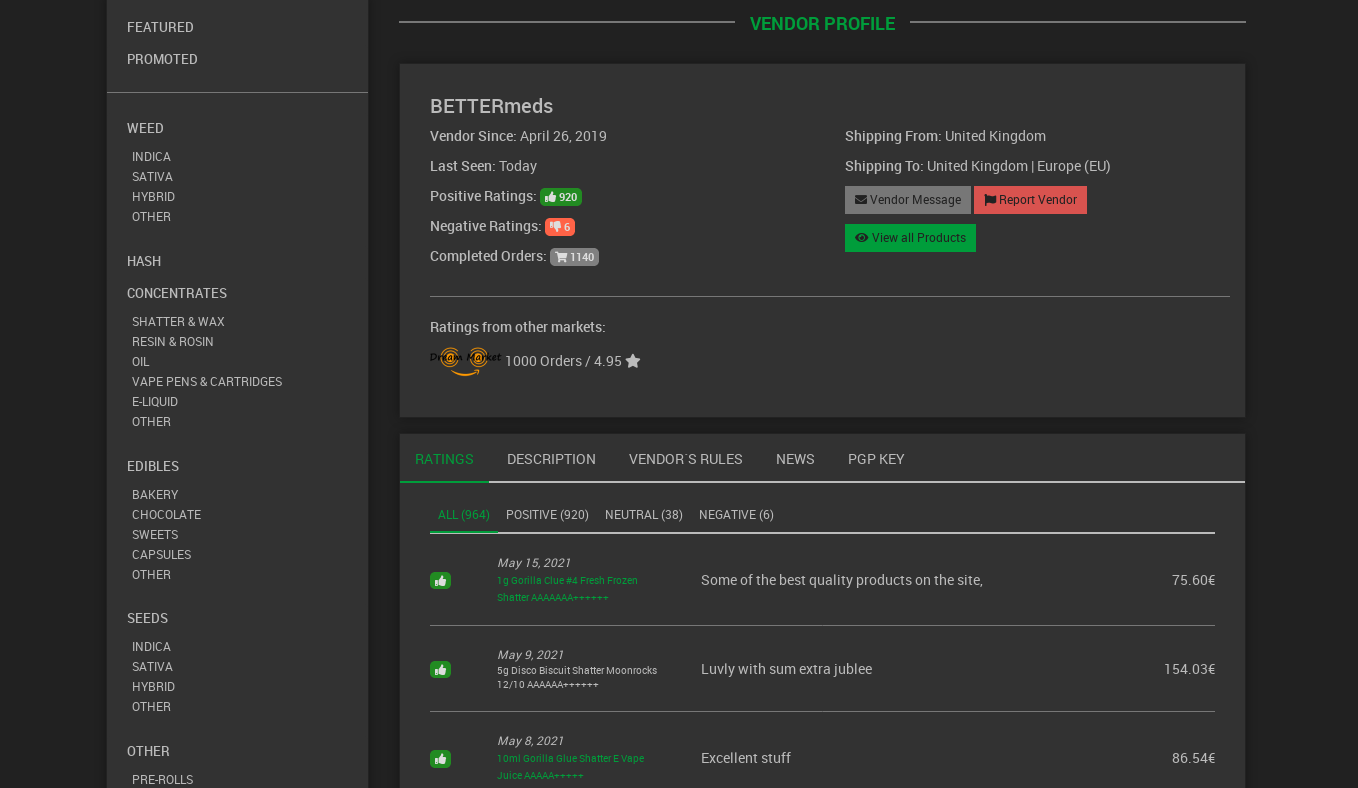 FEATURED
PROMOTED
WEED
INDICA
SATIVA
HYBRID
OTHER
HASH
CONCENTRATES
SHATTER & WAX
RESIN & ROSIN
OIL
VAPE PENS & CARTRIDGES
E-LIQUID
OTHER
EDIBLES
BAKERY
CHOCOLATE
SWEETS
CAPSULES
OTHER
SEEDS
INDICA
SATIVA
HYBRID
OTHER
OTHER
PRE-ROLLS
VENDOR PROFILE
BETTERmeds
Vendor Since: April 26, 2019
Last Seen: Today
Positive Ratings: 920
Negative Ratings: 6
Completed Orders: 1140
Shipping From: United Kingdom
Shipping To: United Kingdom | Europe (EU)
Vendor Message Report Vendor
View all Products
Ratings from other markets:
Dream Market 1000 Orders / 4.95
RATINGS DESCRIPTION VENDOR´S RULES NEWS PGP KEY
ALL (964) POSITIVE (920) NEUTRAL (38) NEGATIVE (6)
May 15, 2021
1g Gorilla Clue #4 Fresh Frozen
Shatter AAAAAAA++++++
Some of the best quality products on the site,
75.60€
May 9, 2021
5g Disco Biscuit Shatter Moonrocks
12/10 AAAAAA++++++
Luvly with sum extra jublee
154.03€
May 8, 2021
10ml Gorilla Glue Shatter E Vape
Juice AAAAA+++++
Excellent stuff
86.54€